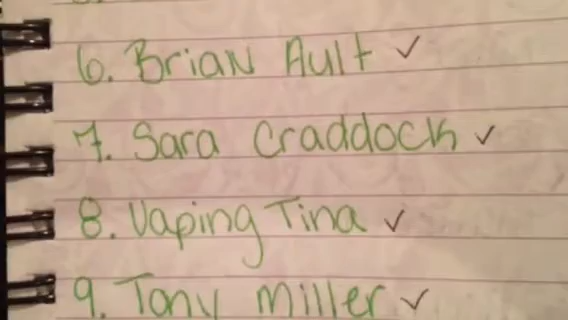 6. Brian Ault ✓
7. Sara Craddock ✓
8. Vaping Tina ✓
9. Tony Miller ✓